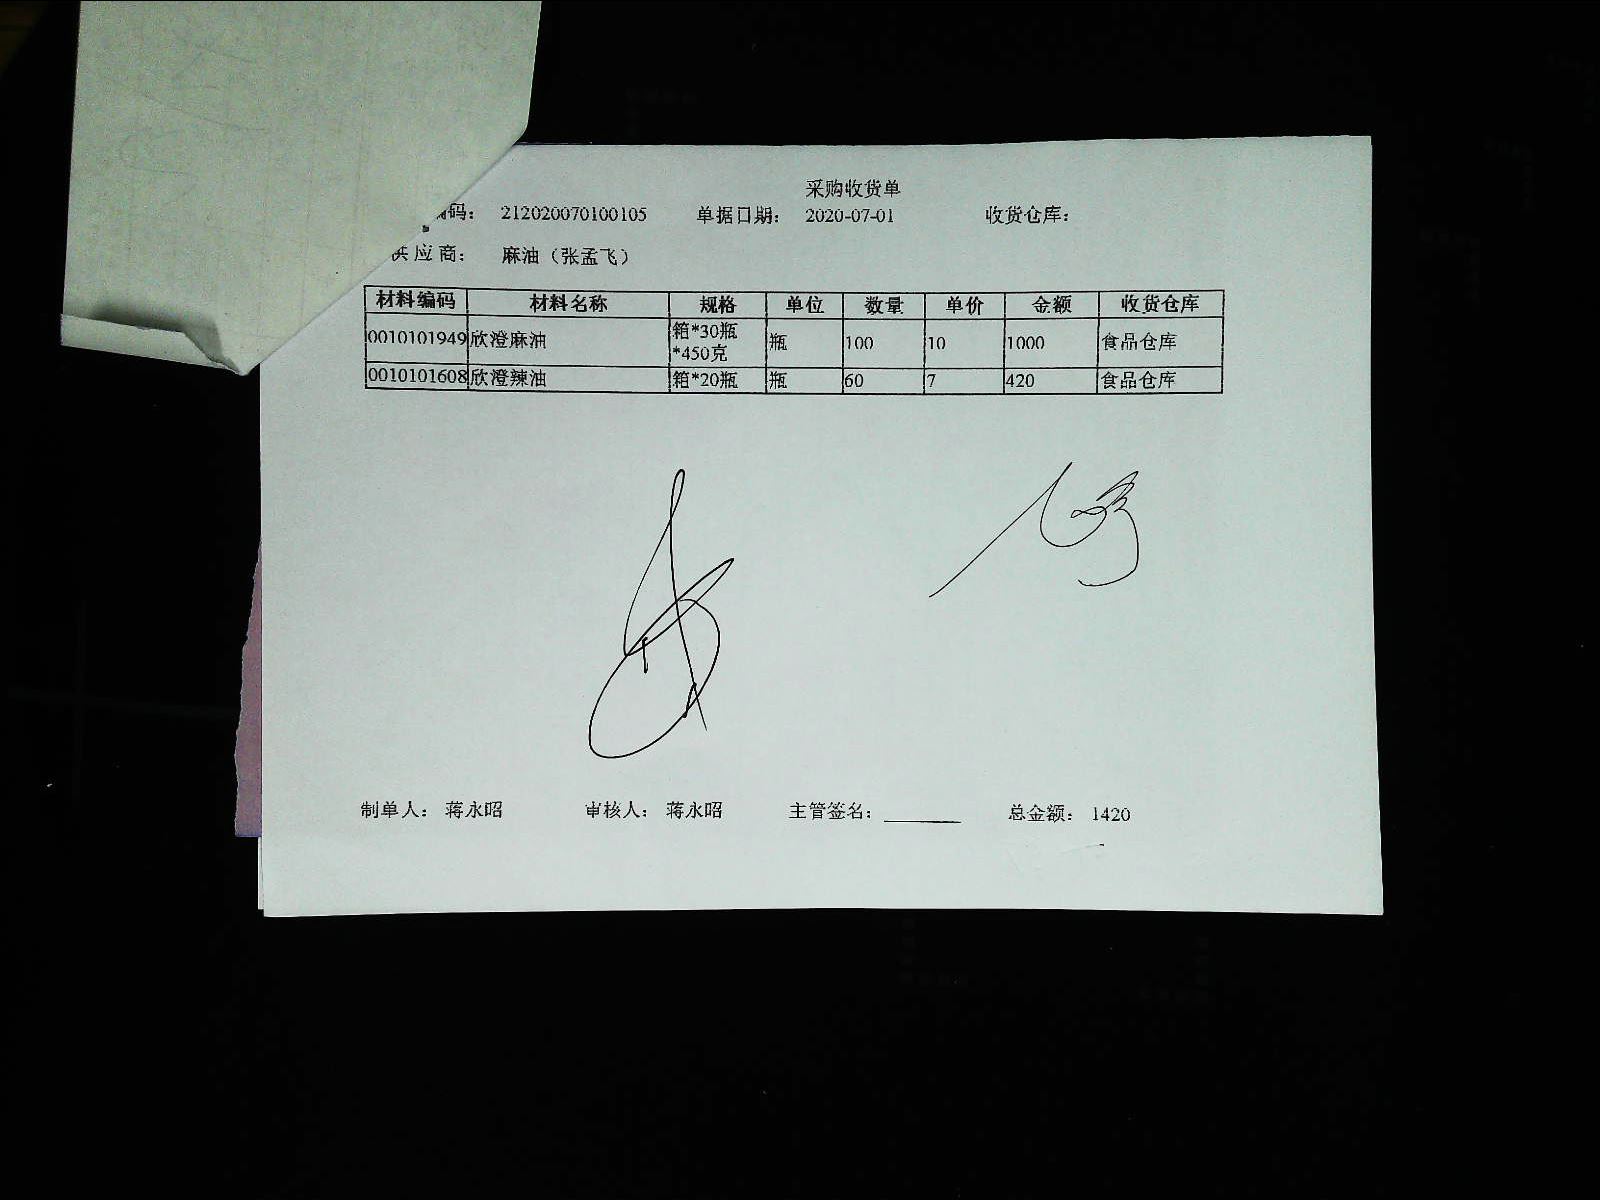 采购收货单
编码： 212020070100105 单据日期： 2020-07-01 收货仓库：
供应商： 麻油（张孟飞）
材料编码 材料名称 规格 单位 数量 单价 金额 收货仓库
0010101949 欣澄麻油 箱*30瓶*450克 瓶 100 10 1000 食品仓库
0010101608 欣澄辣油 箱*20瓶 瓶 60 7 420 食品仓库
制单人： 蒋永昭 审核人： 蒋永昭 主管签名： 总金额： 1420